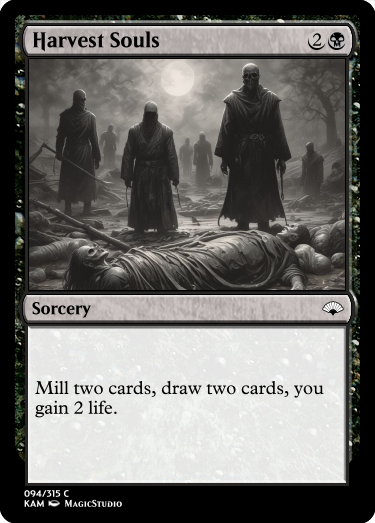 Harvest Souls 2
Sorcery
Mill two cards, draw two cards, you
gain 2 life.
094/315 C
KAM MAGICSTUDIO